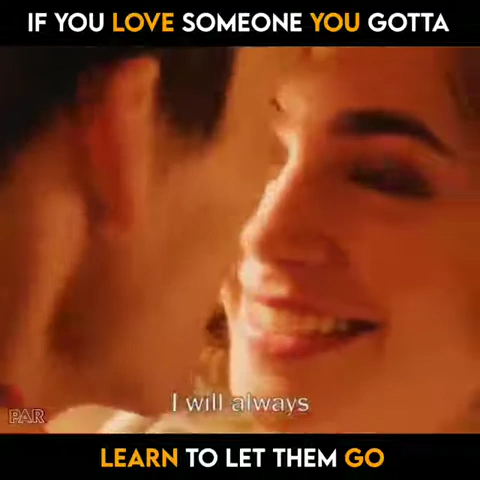 IF YOU LOVE SOMEONE YOU GOTTA
I will always
PAR
LEARN TO LET THEM GO